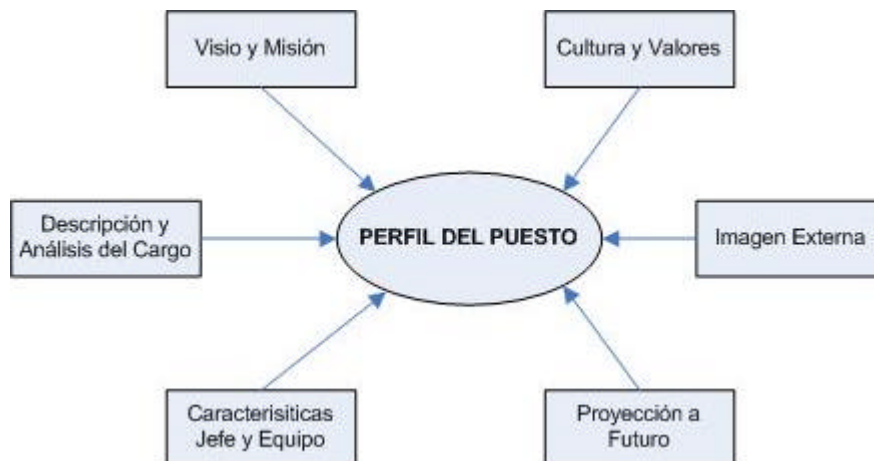 Visio y Misión
Cultura y Valores
Descripción y
Análisis del Cargo
PERFIL DEL PUESTO
Imagen Externa
Caracterisiticas
Jefe y Equipo
Proyección a
Futuro